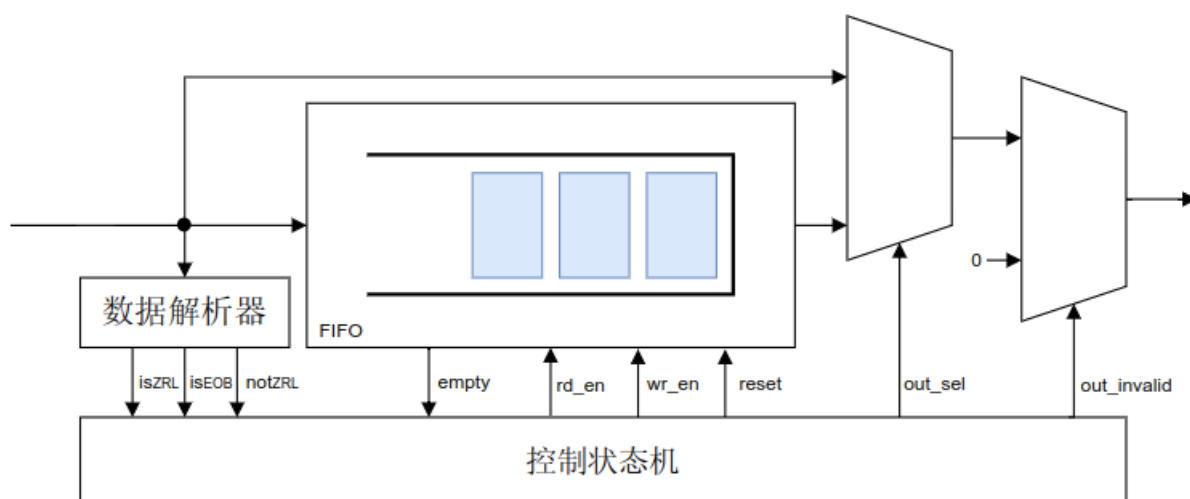 0
数据解析器
FIFO
isZRL
isEOB
notZRL
empty
rd_en
wr_en
reset
out_sel
out_invalid
控制状态机